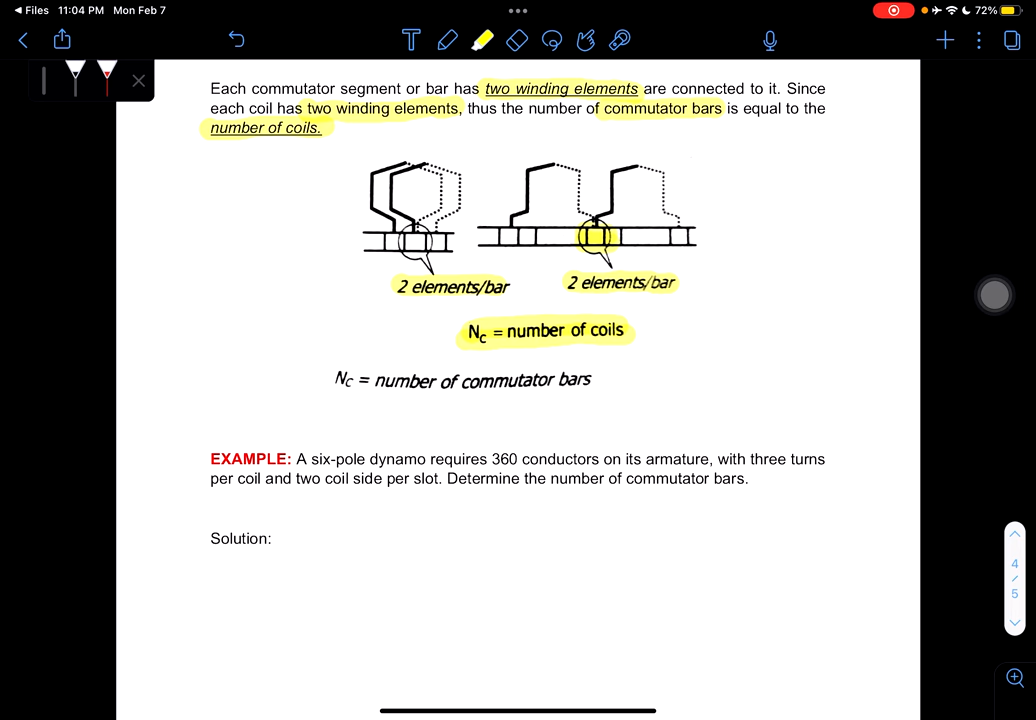 ◀ Files 11:04 PM Mon Feb 7
72%
Each commutator segment or bar has two winding elements are connected to it. Since
each coil has two winding elements, thus the number of commutator bars is equal to the
number of coils.
2 elements/bar
2 elements/bar
Nc = number of coils
Nc = number of commutator bars
EXAMPLE: A six-pole dynamo requires 360 conductors on its armature, with three turns
per coil and two coil side per slot. Determine the number of commutator bars.
Solution:
4
/
5